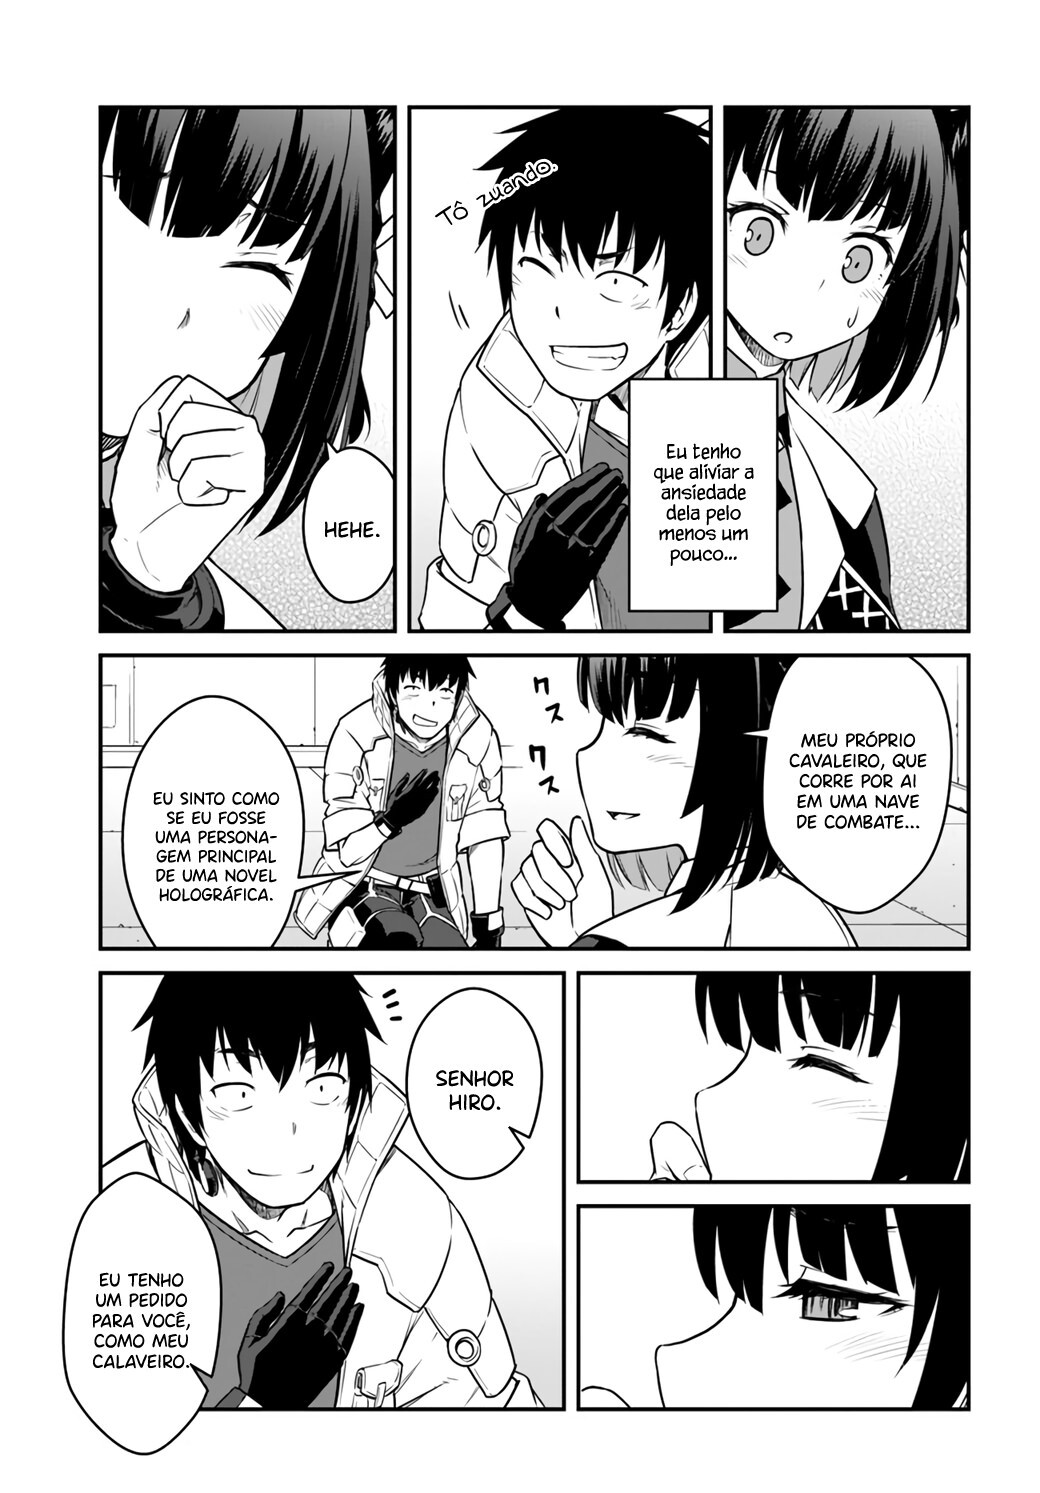 Tô zuando.
Eu tenho
que aliviar a
ansiedade
dela pelo
menos um
pouco...
HEHE.
MEU PRÓPRIO
CAVALEIRO, QUE
CORRE POR AI
EM UMA NAVE
DE COMBATE...
クス
クス
EU SINTO COMO
SE EU FOSSE
UMA PERSONA-
GEM PRINCIPAL
DE UMA NOVEL
HOLOGRÁFICA.
SENHOR
HIRO.
EU TENHO
UM PEDIDO
PARA VOCÊ,
COMO MEU
CALAVEIRO.